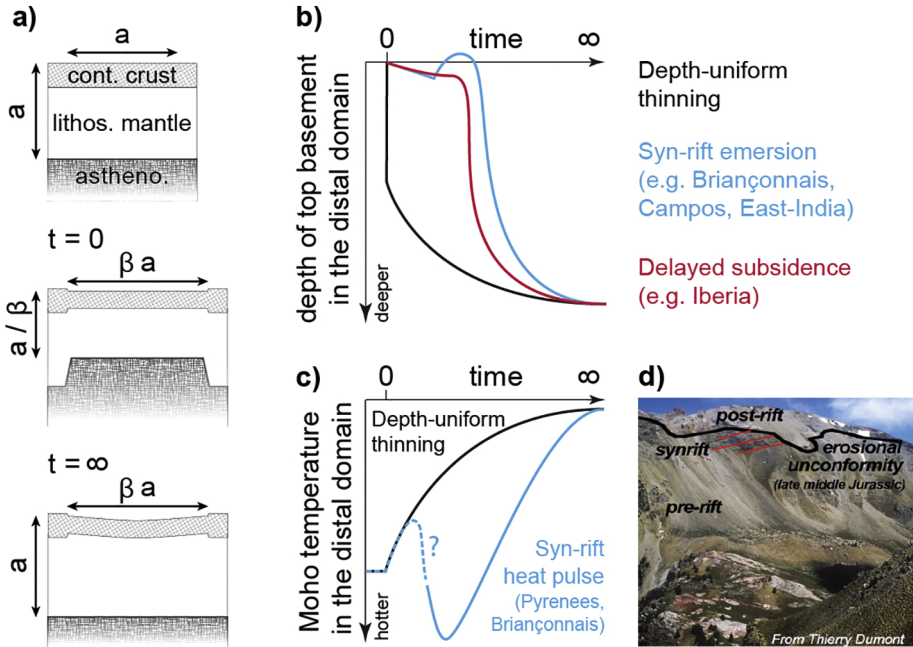 a)
a
cont. crust
a
lithos. mantle
astheno.
t = 0
β a
a / β
t = ∞
β a
a
b)
0
time
∞
depth of top basement
in the distal domain
deeper
Depth-uniform
thinning
Syn-rift emersion
(e.g. Briançonnais,
Campos, East-India)
Delayed subsidence
(e.g. Iberia)
c)
0
time
∞
Moho temperature
in the distal domain
hotter
Depth-uniform
thinning
?
Syn-rift
heat pulse
(Pyrenees,
Briançonnais)
d)
post-rift
synrift
erosional
unconformity
(late middle Jurassic)
pre-rift
From Thierry Dumont